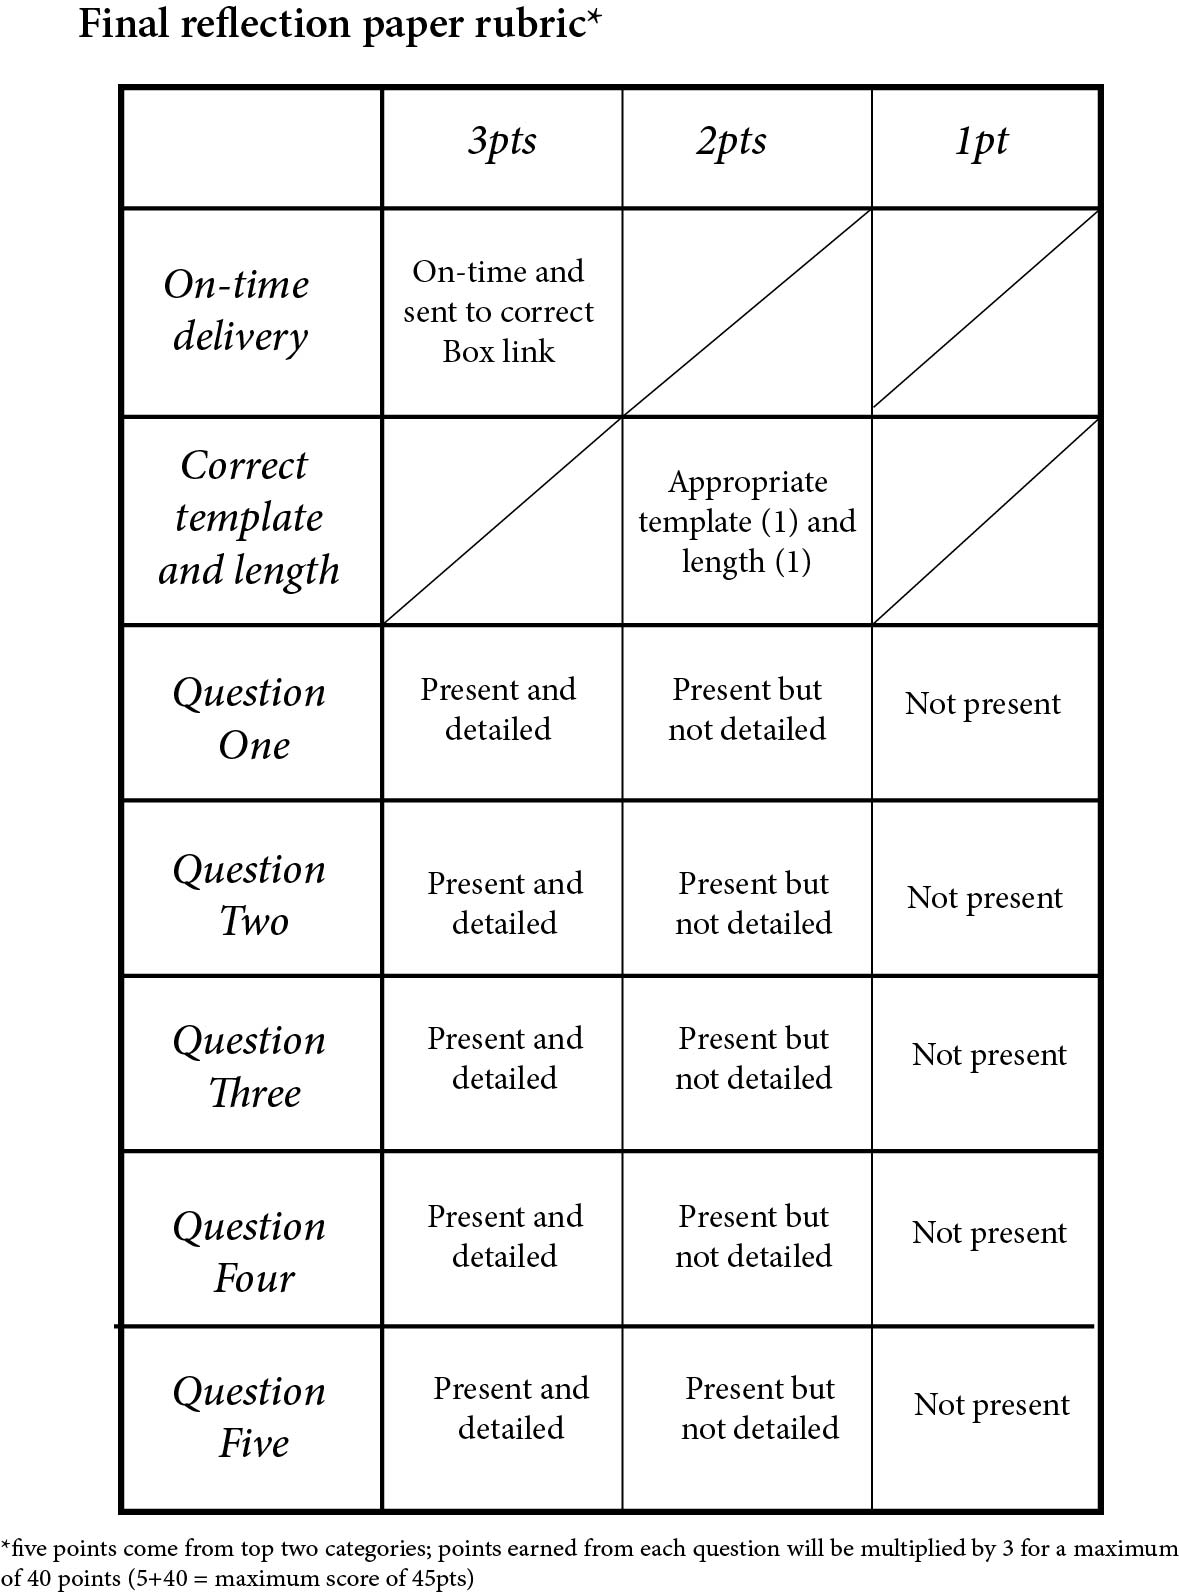 Final reflection paper rubric*
3pts
2pts
1pt
On-time
delivery
On-time and
sent to correct
Box link
Correct
template
and length
Appropriate
template (1) and
length (1)
Question
One
Present and
detailed
Present but
not detailed
Not present
Question
Two
Present and
detailed
Present but
not detailed
Not present
Question
Three
Present and
detailed
Present but
not detailed
Not present
Question
Four
Present and
detailed
Present but
not detailed
Not present
Question
Five
Present and
detailed
Present but
not detailed
Not present
*five points come from top two categories; points earned from each question will be multiplied by 3 for a maximum
of 40 points (5+40 = maximum score of 45pts)